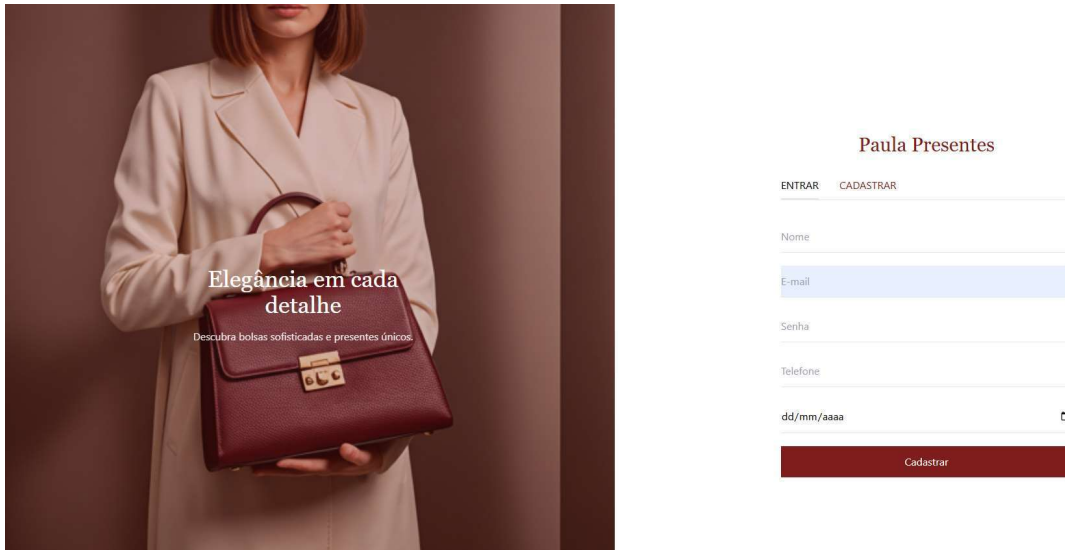 Elegância em cada
detalhe
Descubra bolsas sofisticadas e presentes únicos.
Paula Presentes
ENTRAR CADASTRAR
Nome
E-mail
Senha
Telefone
dd/mm/aaaa
Cadastrar